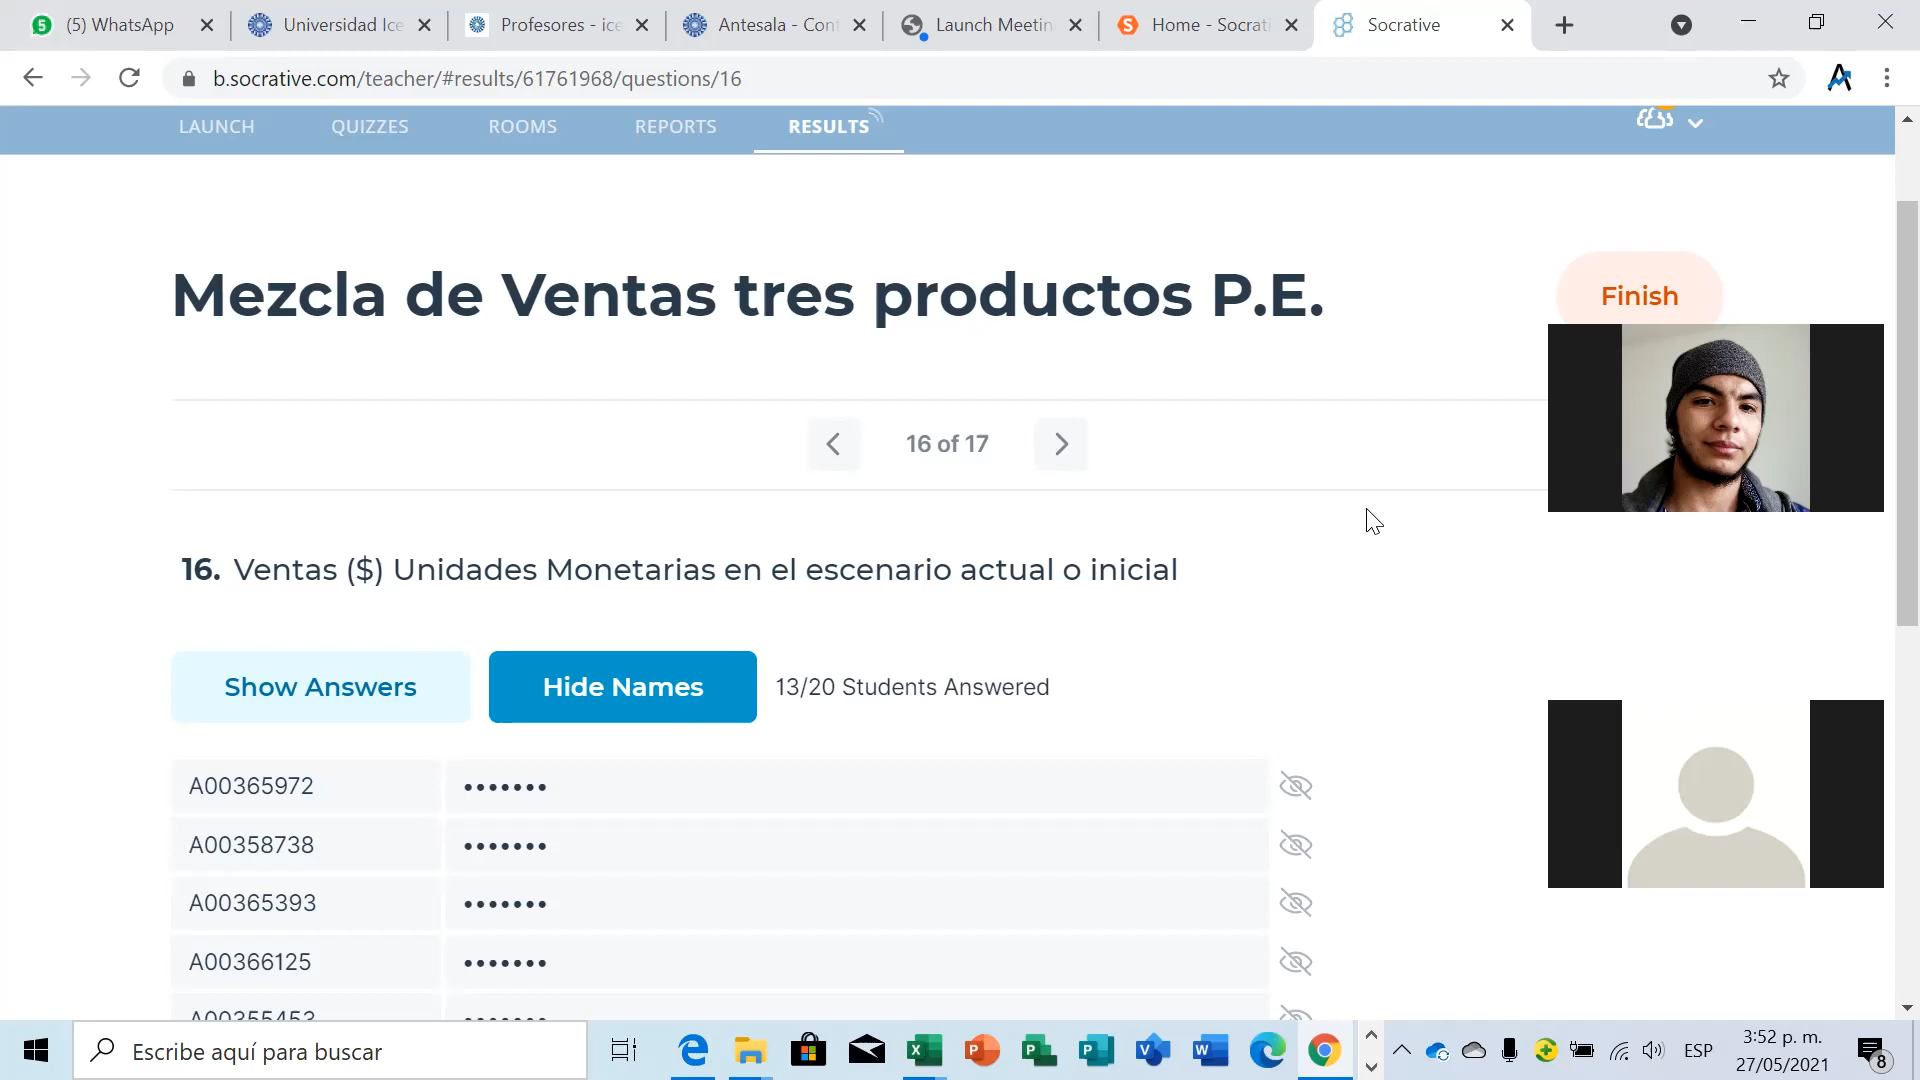 (5) WhatsApp
Universidad Ice
Profesores - ice
Antesala - Con
Launch Meetin
Home - Socrat
Socrative
b.socrative.com/teacher/#results/61761968/questions/16
LAUNCH
QUIZZES
ROOMS
REPORTS
RESULTS
Mezcla de Ventas tres productos P.E.
Finish
16 of 17
16. Ventas ($) Unidades Monetarias en el escenario actual o inicial
Show Answers
Hide Names
13/20 Students Answered
A00365972 •••••••
A00358738 •••••••
A00365393 •••••••
A00366125 •••••••
A00355453 •••••••
Escribe aquí para buscar
ESP
3:52 p. m.
27/05/2021
8